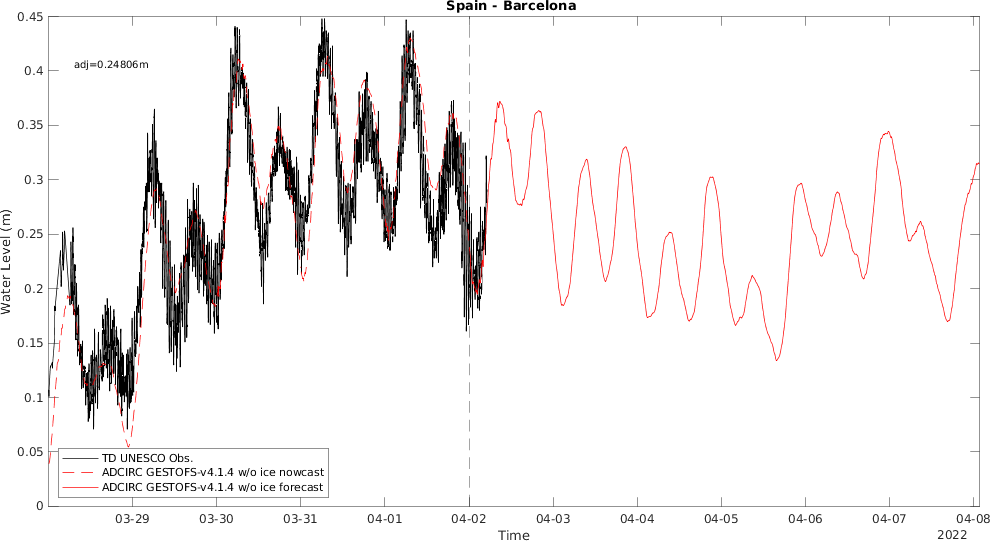 Spain - Barcelona
adj=0.24806m
Water Level (m)
0.45
0.4
0.35
0.3
0.25
0.2
0.15
0.1
0.05
0
TD UNESCO Obs.
ADCIRC GESTOFS-v4.1.4 w/o ice nowcast
ADCIRC GESTOFS-v4.1.4 w/o ice forecast
03-29 03-30 03-31 04-01 04-02 04-03 04-04 04-05 04-06 04-07 04-08
Time
2022